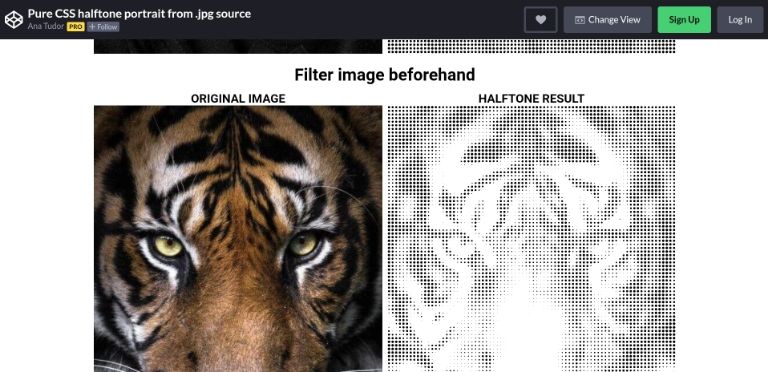 Pure CSS halftone portrait from .jpg source
Ana Tudor PRO + Follow
Change View
Sign Up
Log In
Filter image beforehand
ORIGINAL IMAGE
HALFTONE RESULT